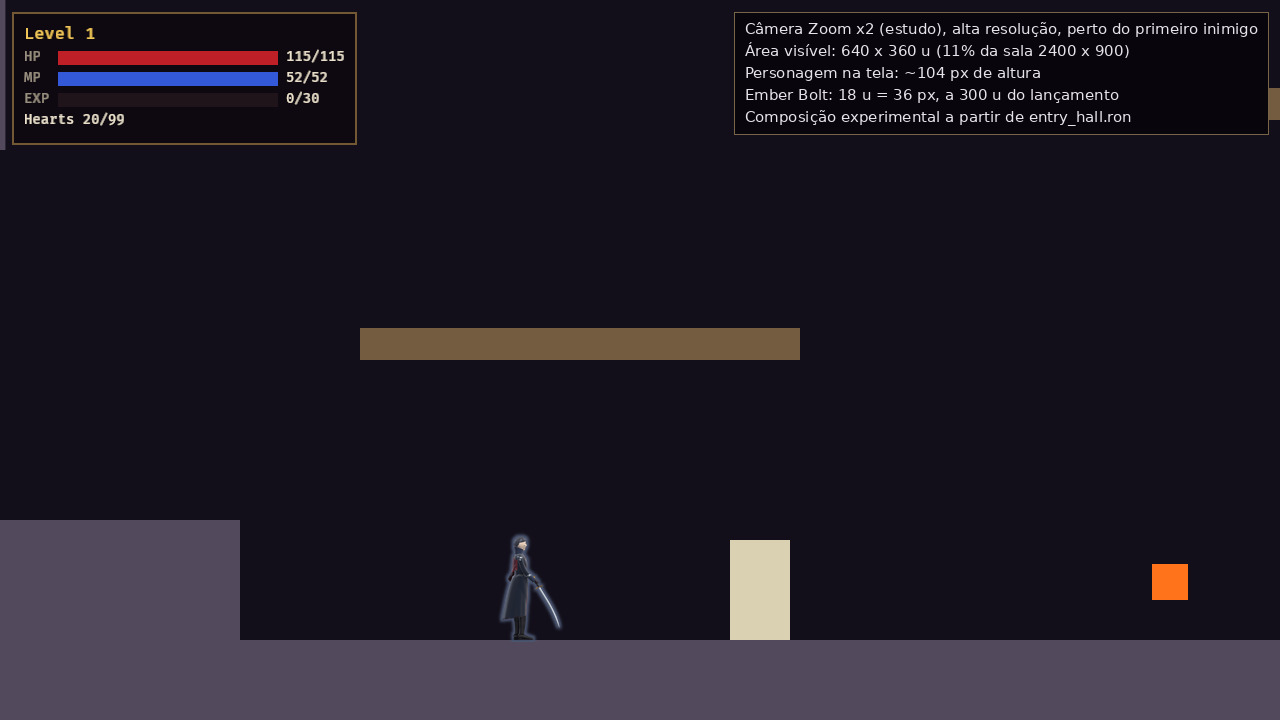 Level 1
HP 115/115
MP 52/52
EXP 0/30
Hearts 20/99
Câmera Zoom x2 (estudo), alta resolução, perto do primeiro inimigo
Área visível: 640 x 360 u (11% da sala 2400 x 900)
Personagem na tela: ~104 px de altura
Ember Bolt: 18 u = 36 px, a 300 u do lançamento
Composição experimental a partir de entry_hall.ron